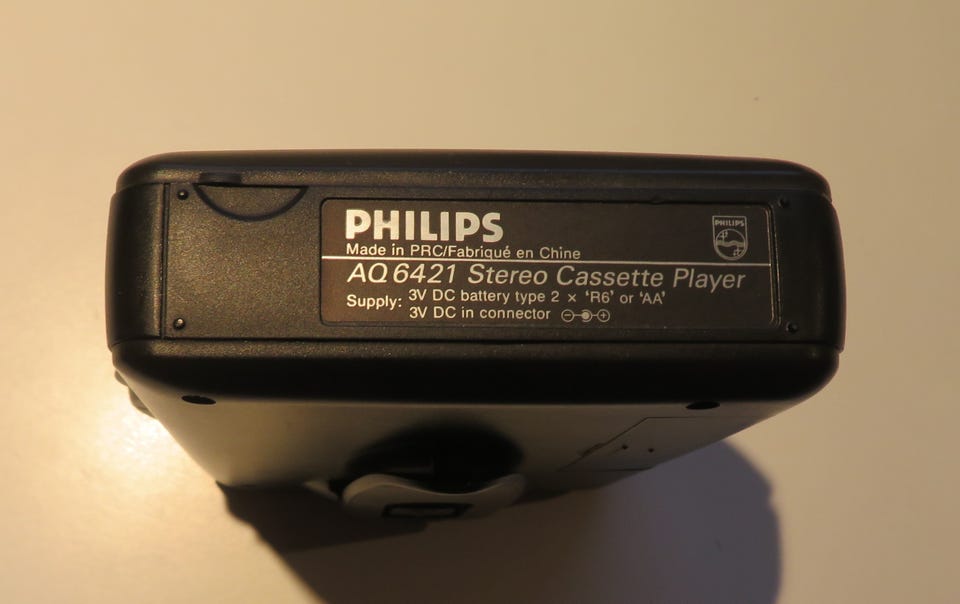 PHILIPS
PHILIPS
Made in PRC/Fabriqué en Chine
AQ 6421 Stereo Cassette Player
Supply: 3V DC battery type 2 × ‘R6’ or ‘AA’
3V DC in connector